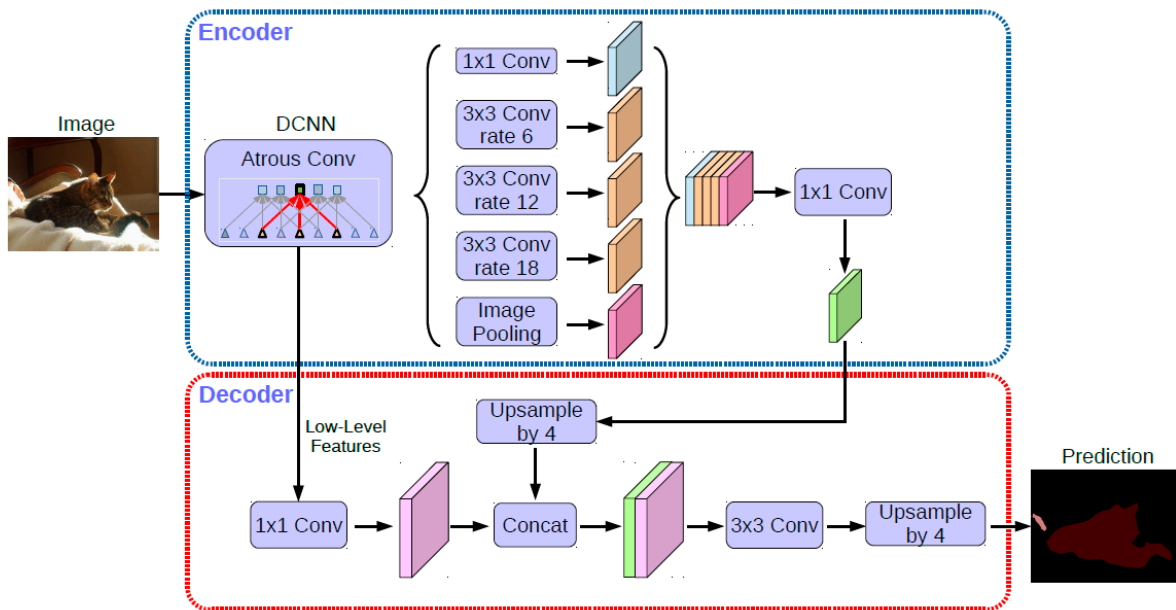 Encoder
Image
DCNN
Atrous Conv
1x1 Conv
3x3 Conv
rate 6
3x3 Conv
rate 12
3x3 Conv
rate 18
Image
Pooling
1x1 Conv
Decoder
Low-Level
Features
Upsample
by 4
1x1 Conv
Concat
3x3 Conv
Upsample
by 4
Prediction